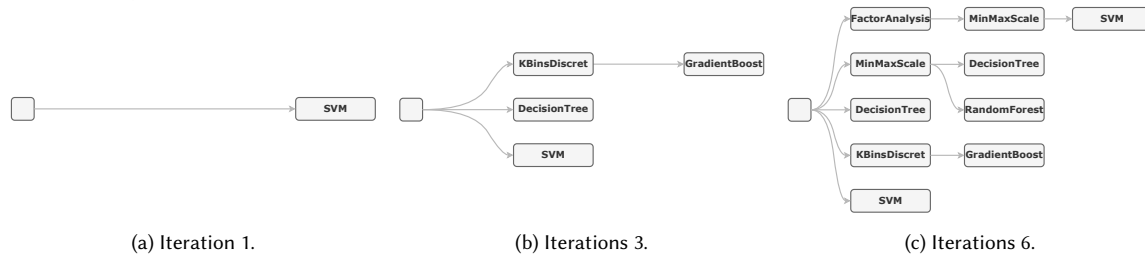 SVM
(a) Iteration 1.
KBinsDiscret GradientBoost
DecisionTree
SVM
(b) Iterations 3.
FactorAnalysis MinMaxScale SVM
MinMaxScale DecisionTree
DecisionTree RandomForest
KBinsDiscret GradientBoost
SVM
(c) Iterations 6.